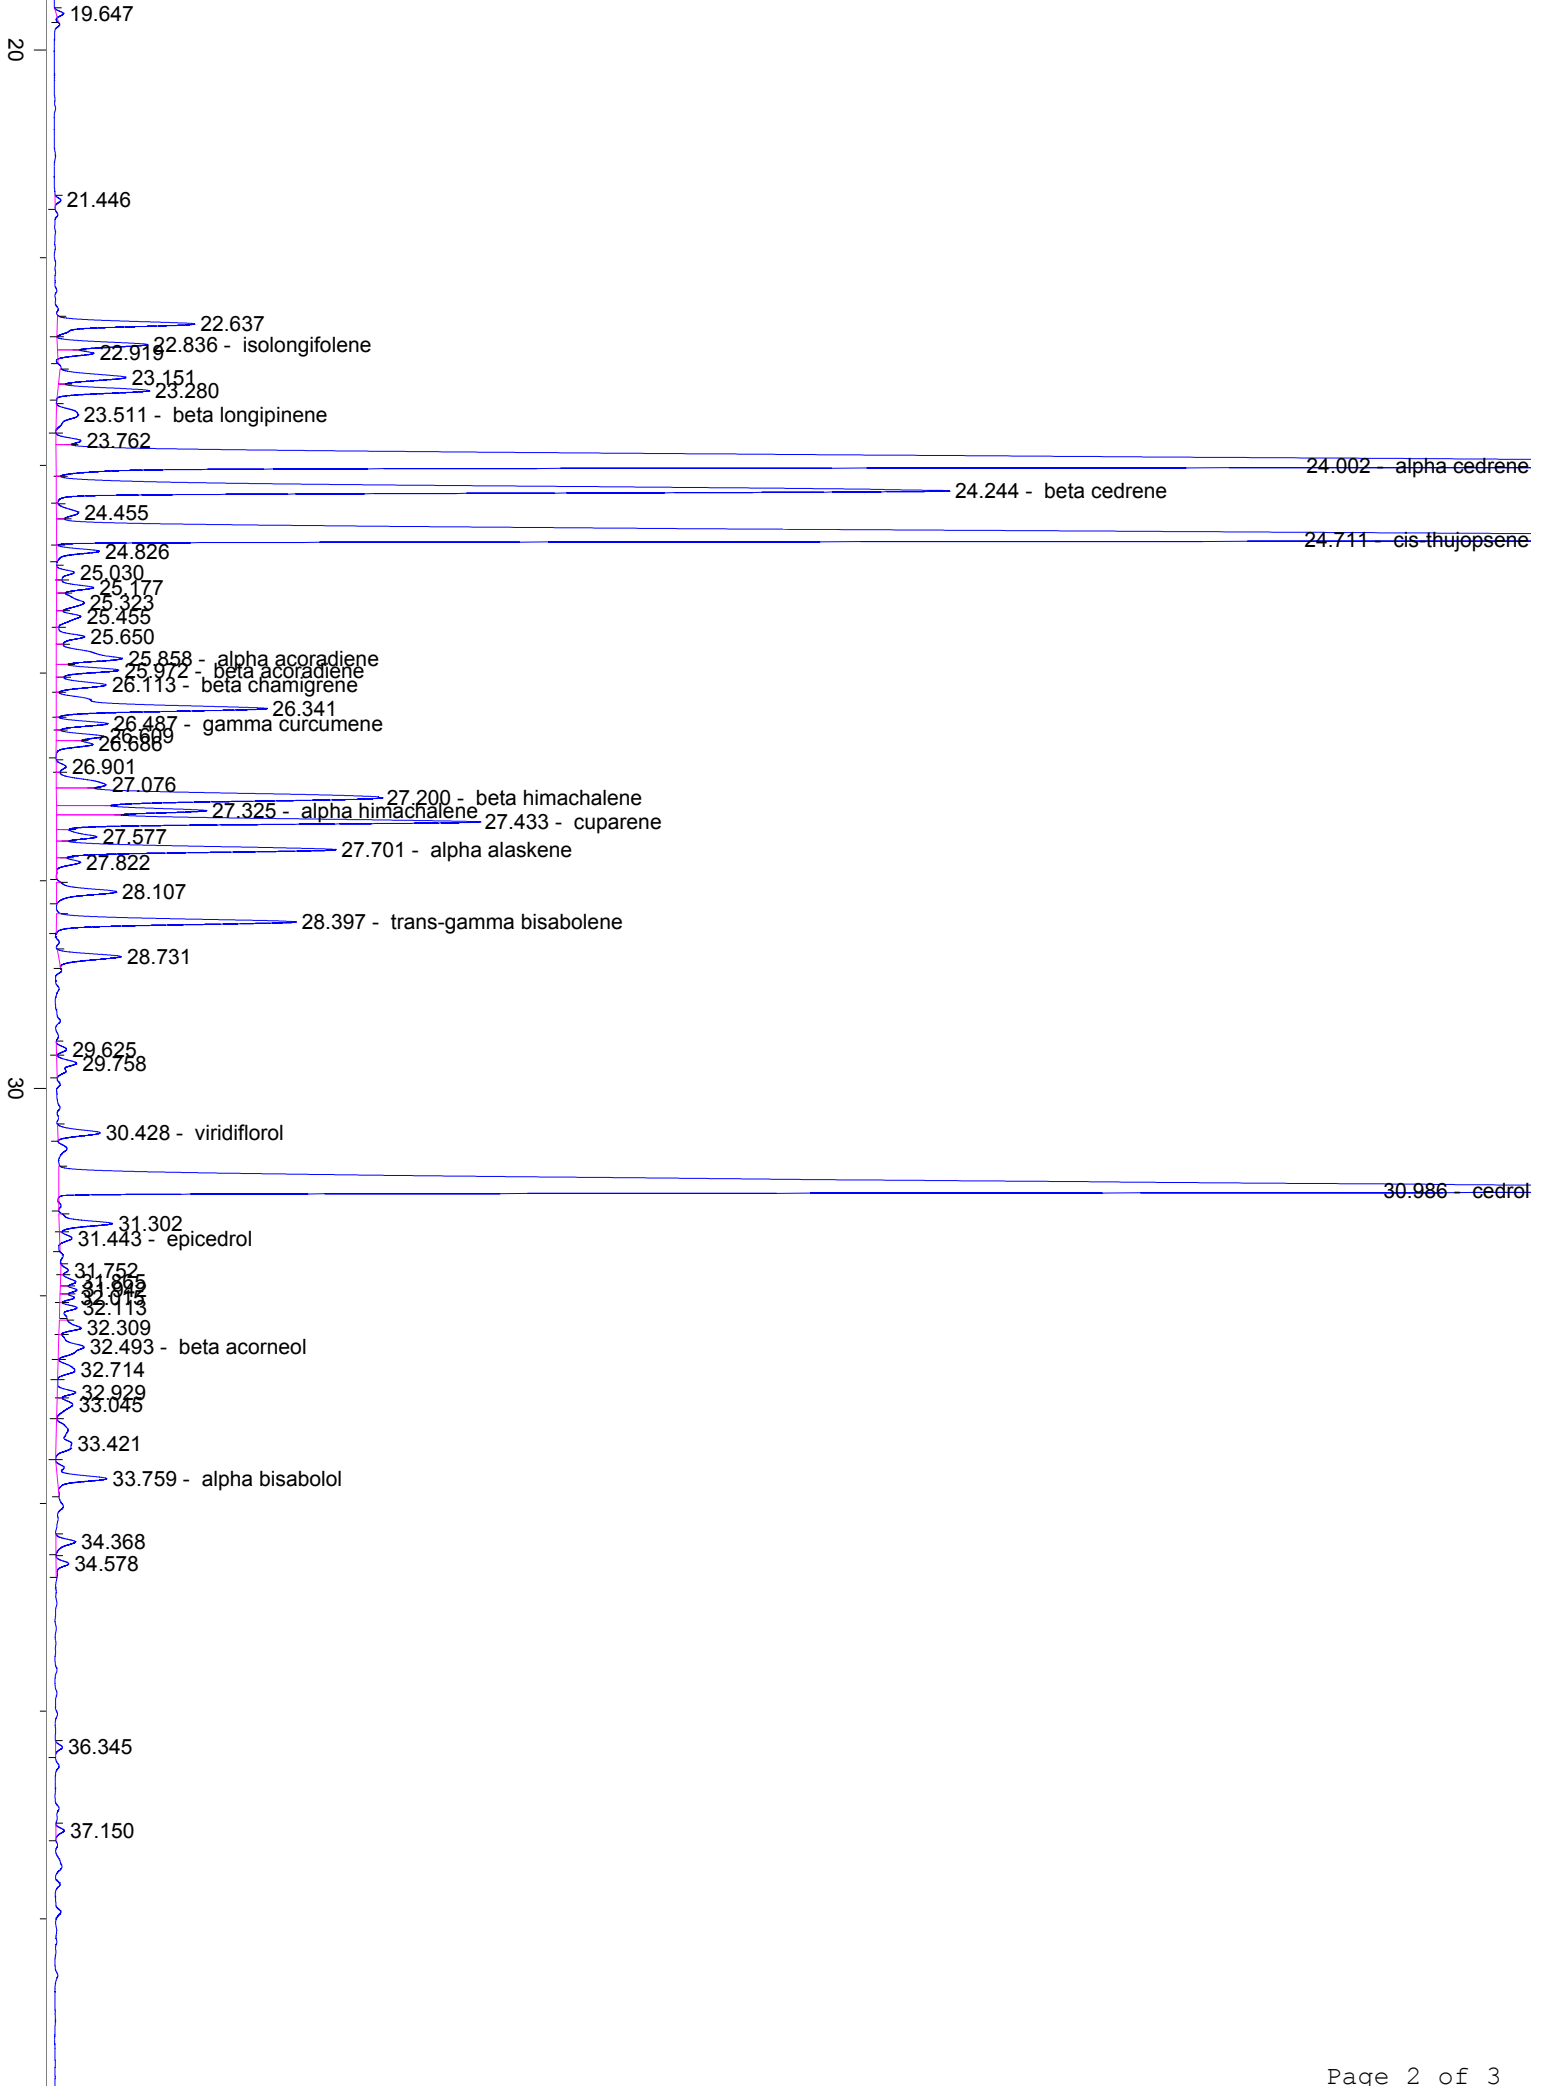 19.647
20
21.446
22.637
22.836 - isolongifolene
22.919
23.151
23.280
23.511 - beta longipinene
23.762
24.002 - alpha cedrene
24.244 - beta cedrene
24.455
24.711 - cis-thujopsene
24.826
25.030
25.177
25.323
25.455
25.650
25.858 - alpha acoradiene
25.972 - beta acoradiene
26.113 - beta chamigrene
26.341
26.487 - gamma curcumene
26.609
26.686
26.901
27.076
27.200 - beta himachalene
27.325 - alpha himachalene
27.433 - cuparene
27.577
27.701 - alpha alaskene
27.822
28.107
28.397 - trans-gamma bisabolene
28.731
29.625
29.758
30
30.428 - viridiflorol
30.986 - cedrol
31.302
31.443 - epicedrol
31.752
31.865
31.942
32.015
32.113
32.309
32.493 - beta acorneol
32.714
32.929
33.045
33.421
33.759 - alpha bisabolol
34.368
34.578
36.345
37.150
Page 2 of 3